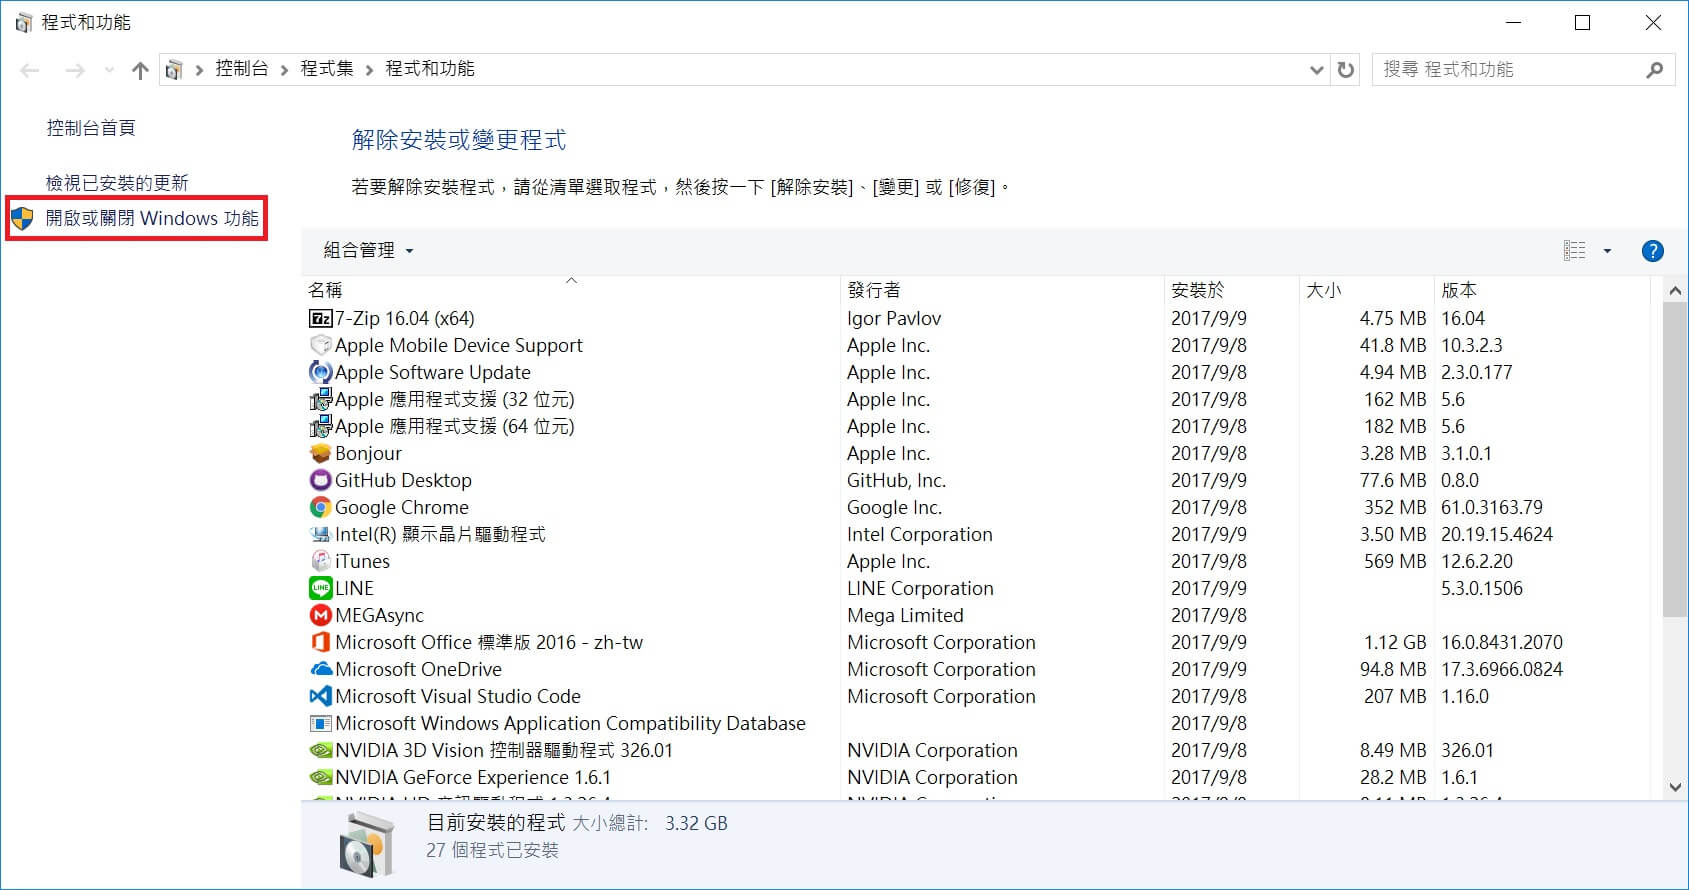 程式和功能
控制台 程式集 程式和功能
搜尋 程式和功能
控制台首頁
檢視已安裝的更新
開啟或關閉 Windows 功能
解除安裝或變更程式
若要解除安裝程式，請從清單選取程式，然後按一下 [解除安裝]、[變更] 或 [修復]。
組合管理
名稱 發行者 安裝於 大小 版本
7-Zip 16.04 (x64) Igor Pavlov 2017/9/9 4.75 MB 16.04
Apple Mobile Device Support Apple Inc. 2017/9/8 41.8 MB 10.3.2.3
Apple Software Update Apple Inc. 2017/9/8 4.94 MB 2.3.0.177
Apple 應用程式支援 (32 位元) Apple Inc. 2017/9/8 162 MB 5.6
Apple 應用程式支援 (64 位元) Apple Inc. 2017/9/8 182 MB 5.6
Bonjour Apple Inc. 2017/9/8 3.28 MB 3.1.0.1
GitHub Desktop GitHub, Inc. 2017/9/9 77.6 MB 0.8.0
Google Chrome Google Inc. 2017/9/8 352 MB 61.0.3163.79
Intel(R) 顯示晶片驅動程式 Intel Corporation 2017/9/8 3.50 MB 20.19.15.4624
iTunes Apple Inc. 2017/9/8 569 MB 12.6.2.20
LINE LINE Corporation 2017/9/9 5.3.0.1506
MEGAsync Mega Limited 2017/9/8
Microsoft Office 標準版 2016 - zh-tw Microsoft Corporation 2017/9/9 1.12 GB 16.0.8431.2070
Microsoft OneDrive Microsoft Corporation 2017/9/9 94.8 MB 17.3.6966.0824
Microsoft Visual Studio Code Microsoft Corporation 2017/9/8 207 MB 1.16.0
Microsoft Windows Application Compatibility Database 2017/9/8
NVIDIA 3D Vision 控制器驅動程式 326.01 NVIDIA Corporation 2017/9/8 8.49 MB 326.01
NVIDIA GeForce Experience 1.6.1 NVIDIA Corporation 2017/9/8 28.2 MB 1.6.1
目前安裝的程式 大小總計: 3.32 GB
27 個程式已安裝